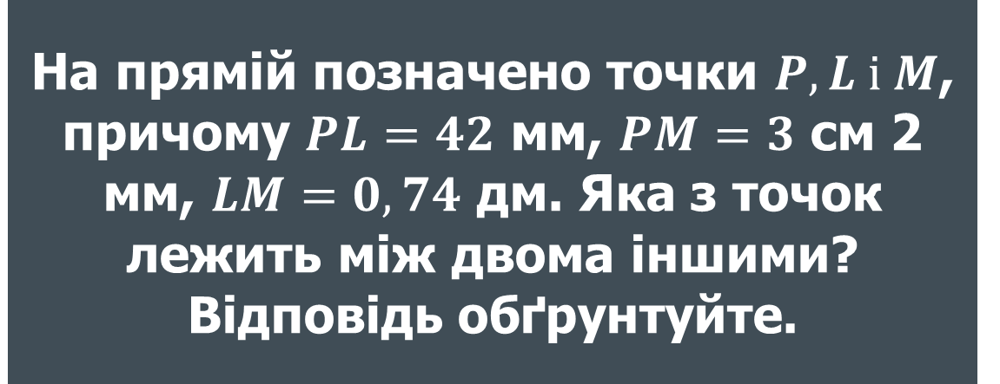 На прямій позначено точки P, L і M,
причому PL = 42 мм, PM = 3 см 2
мм, LM = 0, 74 дм. Яка з точок
лежить між двома іншими?
Відповідь обґрунтуйте.